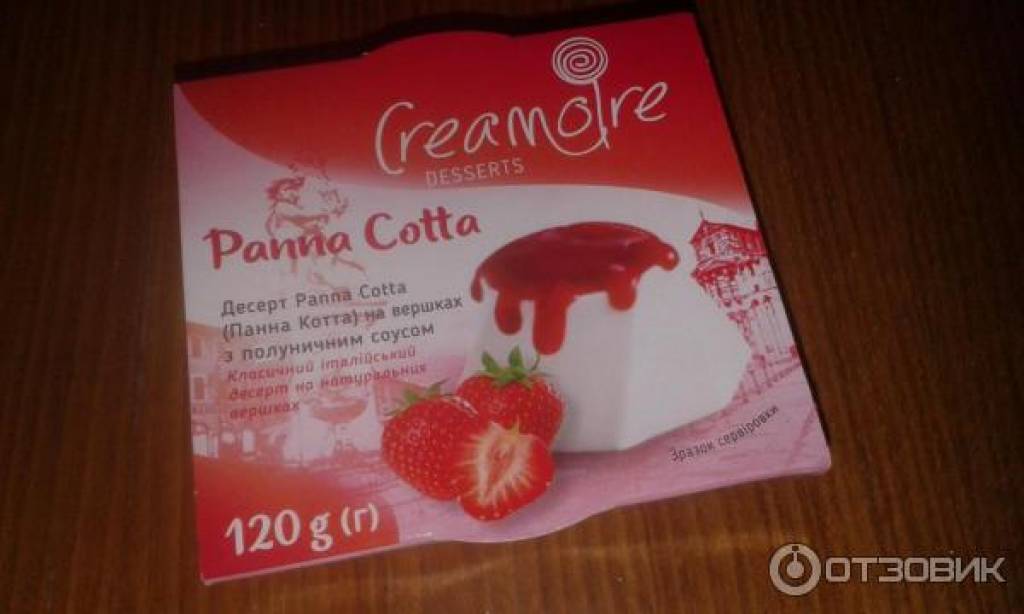 Creamoire
DESSERTS
Panna Cotta
Десерт Panna Cotta
(Панна Котта) на вершках
з полуничним соусом
Класичний італійський
десерт на натуральних
вершках
Зразок сервіровки
120 g (г)
ОТЗОВИК